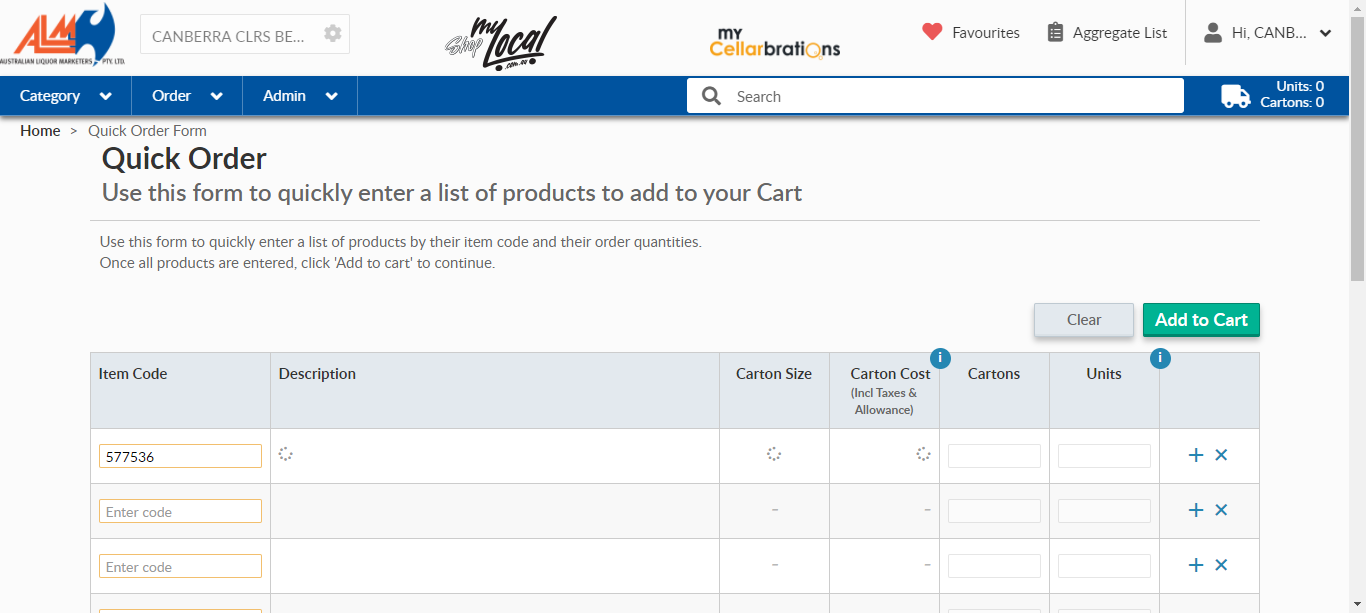 ALM
AUSTRALIAN LIQUOR MARKETERS PTY. LTD.
CANBERRA CLRS BE...
Shop my Local
.com.au
my
Cellarbrations
Favourites
Aggregate List
Hi, CANB...
Category
Order
Admin
Search
Units: 0
Cartons: 0
Home > Quick Order Form
Quick Order
Use this form to quickly enter a list of products to add to your Cart
Use this form to quickly enter a list of products by their item code and their order quantities.
Once all products are entered, click 'Add to cart' to continue.
Clear
Add to Cart
Item Code
Description
Carton Size
Carton Cost
(Incl Taxes &
Allowance)
i
Cartons
Units
i
577536
Enter code
–
–
Enter code
–
–